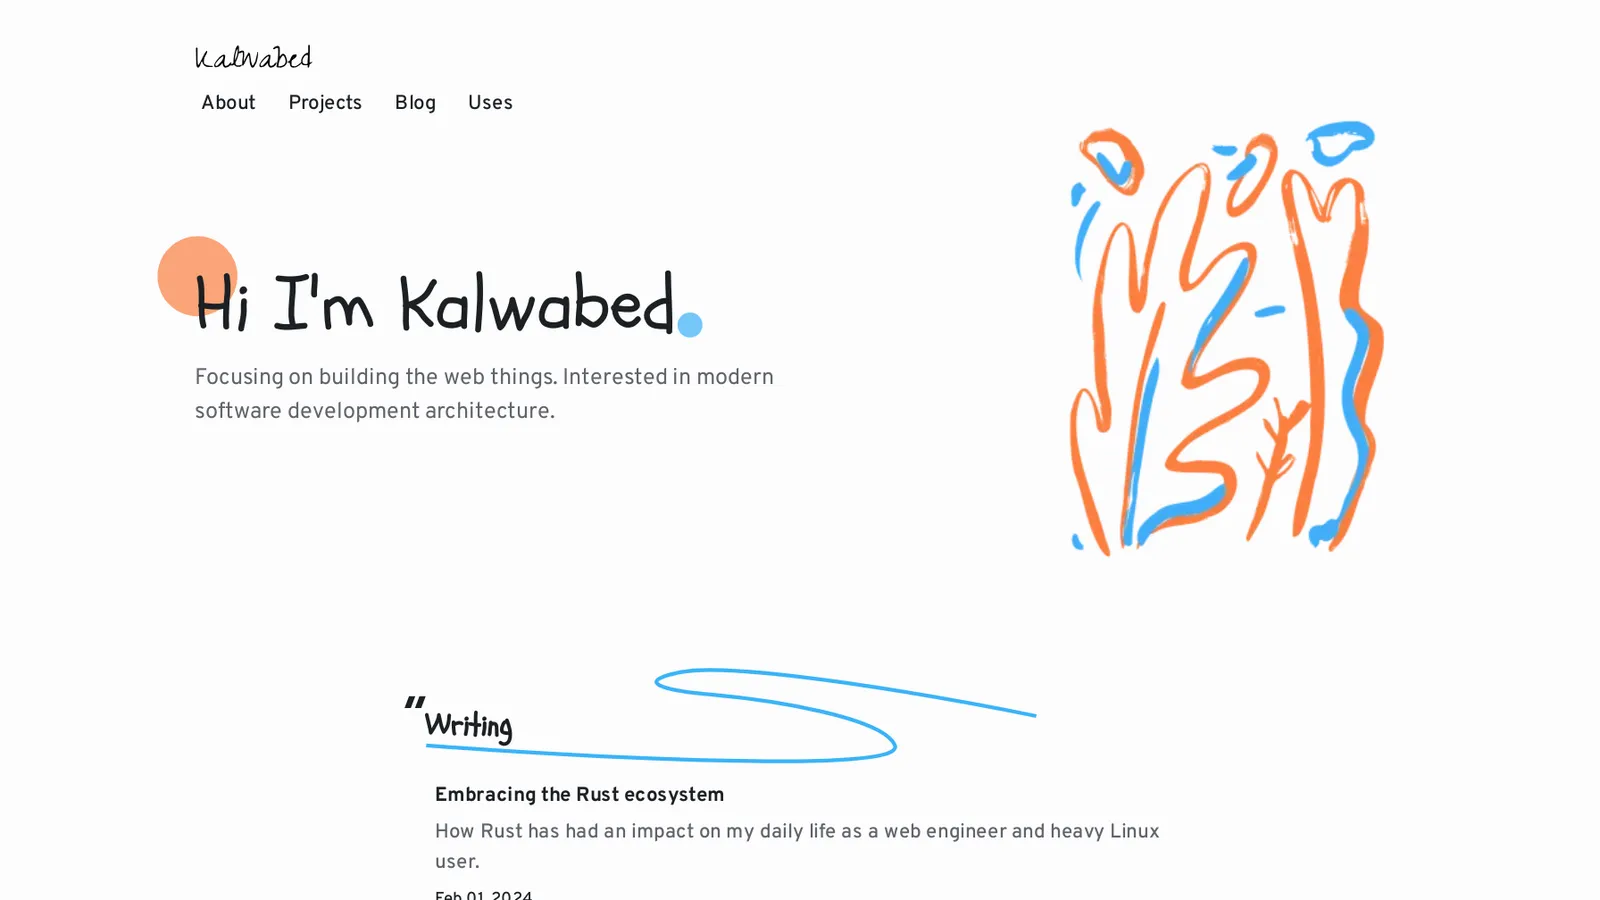 Kalwabed
About Projects Blog Uses
Hi I'm Kalwabed
Focusing on building the web things. Interested in modern
software development architecture.
“Writing
Embracing the Rust ecosystem
How Rust has had an impact on my daily life as a web engineer and heavy Linux
user.
Feb 01, 2024